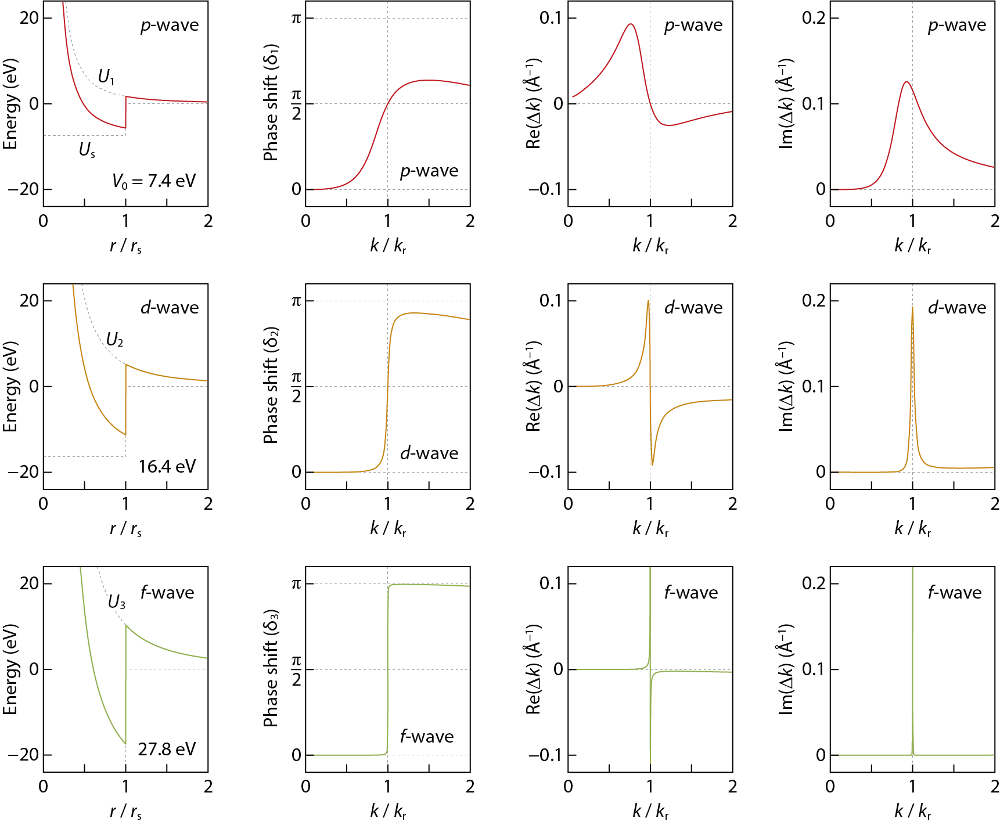 Energy (eV)
20
0
−20
p-wave
U1
Us
V0 = 7.4 eV
0 1 2
r / rs
Phase shift (δ1)
π
π
2
0
p-wave
0 1 2
k / kr
Re(Δk) (Å−1)
0.1
0
−0.1
p-wave
0 1 2
k / kr
Im(Δk) (Å−1)
0.2
0.1
0
p-wave
0 1 2
k / kr
Energy (eV)
20
0
−20
d-wave
U2
16.4 eV
0 1 2
r / rs
Phase shift (δ2)
π
π
2
0
d-wave
0 1 2
k / kr
Re(Δk) (Å−1)
0.1
0
−0.1
d-wave
0 1 2
k / kr
Im(Δk) (Å−1)
0.2
0.1
0
d-wave
0 1 2
k / kr
Energy (eV)
20
0
−20
f-wave
U3
27.8 eV
0 1 2
r / rs
Phase shift (δ3)
π
π
2
0
f-wave
0 1 2
k / kr
Re(Δk) (Å−1)
0.1
0
−0.1
f-wave
0 1 2
k / kr
Im(Δk) (Å−1)
0.2
0.1
0
f-wave
0 1 2
k / kr